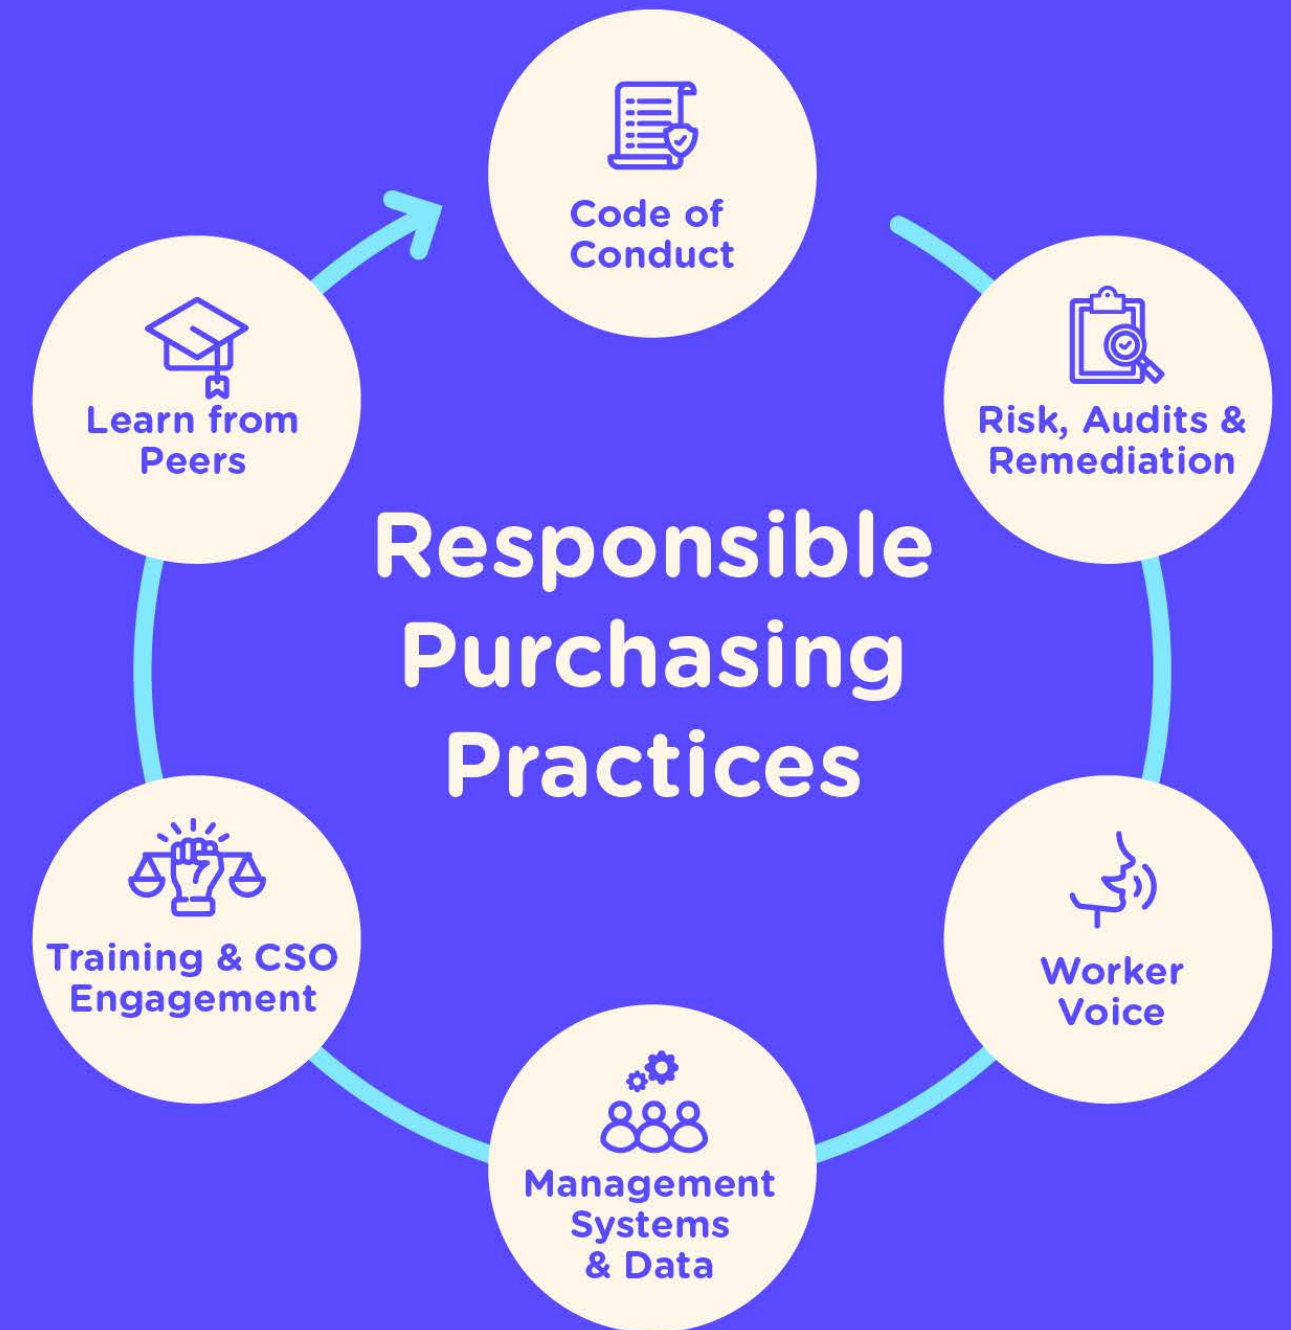 Code of
Conduct
Risk, Audits &
Remediation
Worker
Voice
Management
Systems
& Data
Training & CSO
Engagement
Learn from
Peers
Responsible
Purchasing
Practices